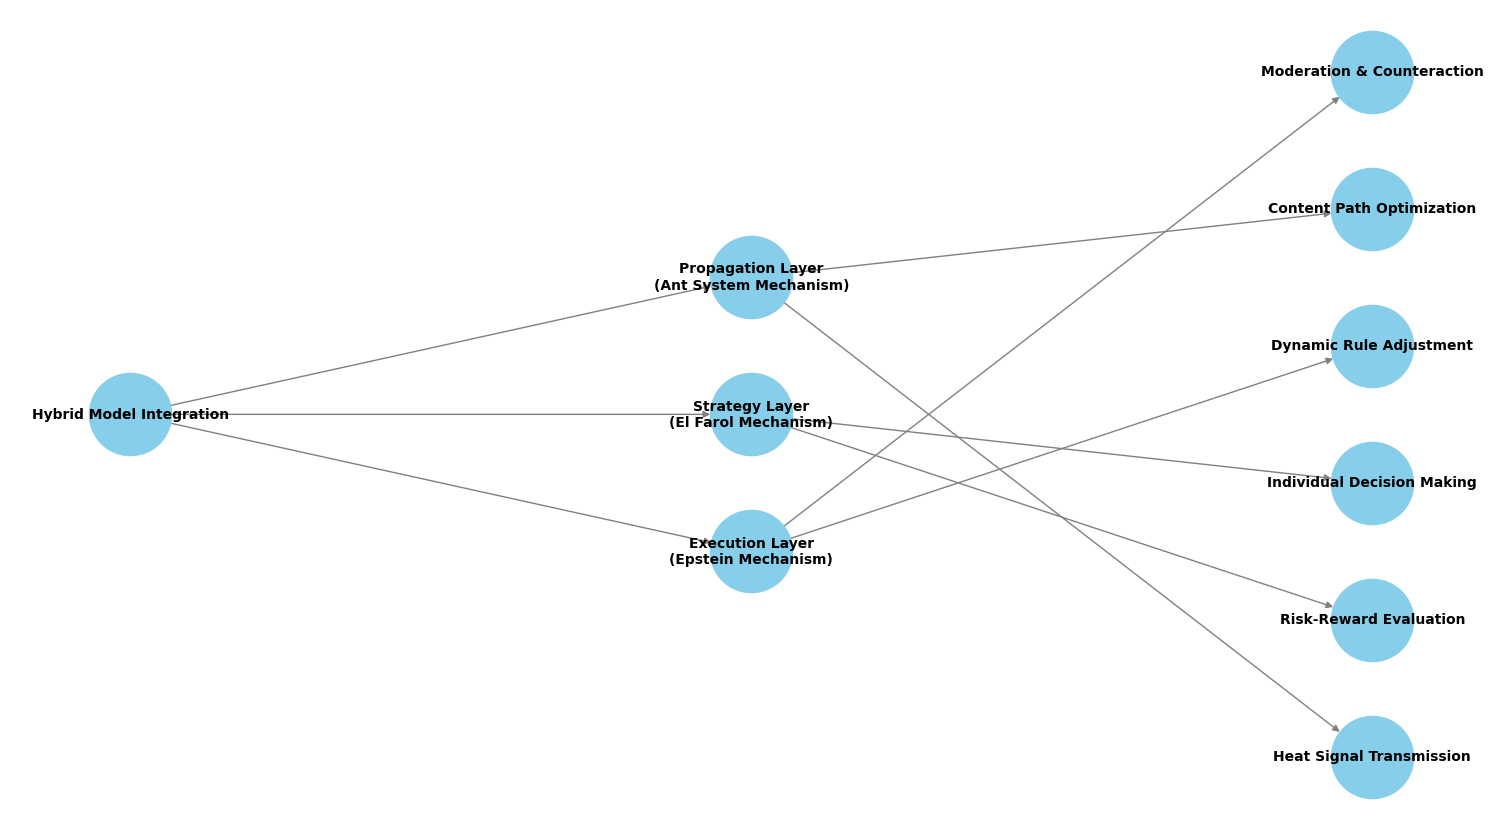 Hybrid Model Integration
Propagation Layer
(Ant System Mechanism)
Strategy Layer
(El Farol Mechanism)
Execution Layer
(Epstein Mechanism)
Moderation & Counteraction
Content Path Optimization
Dynamic Rule Adjustment
Individual Decision Making
Risk-Reward Evaluation
Heat Signal Transmission